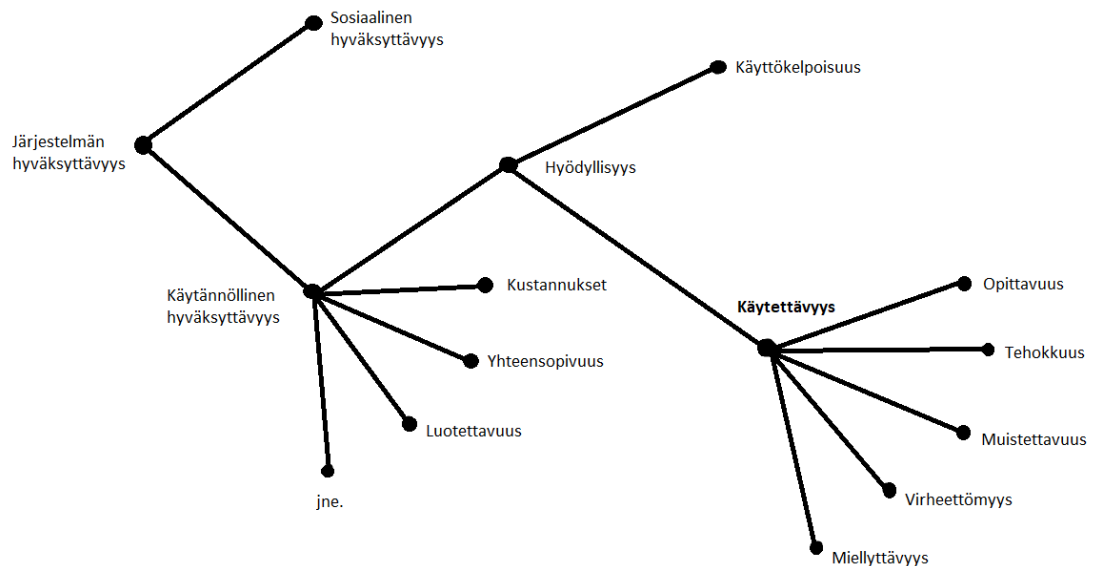 Sosiaalinen
hyväksyttävyys
Käyttökelpoisuus
Järjestelmän
hyväksyttävyys
Hyödyllisyys
Käytännöllinen
hyväksyttävyys
Kustannukset
Yhteensopivuus
Luotettavuus
jne.
Käytettävyys
Opittavuus
Tehokkuus
Muistettavuus
Virheettömyys
Miellyttävyys